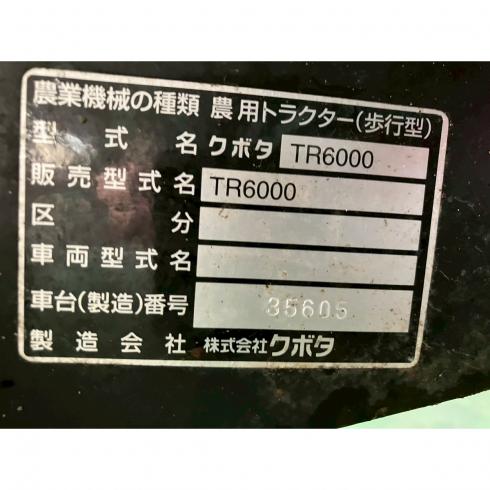 農業機械の種類 農用トラクター(歩行型)
型式名 クボタ TR6000
販売型式名 TR6000
区分
車両型式名
車台(製造)番号 35605
製造会社 株式会社クボタ